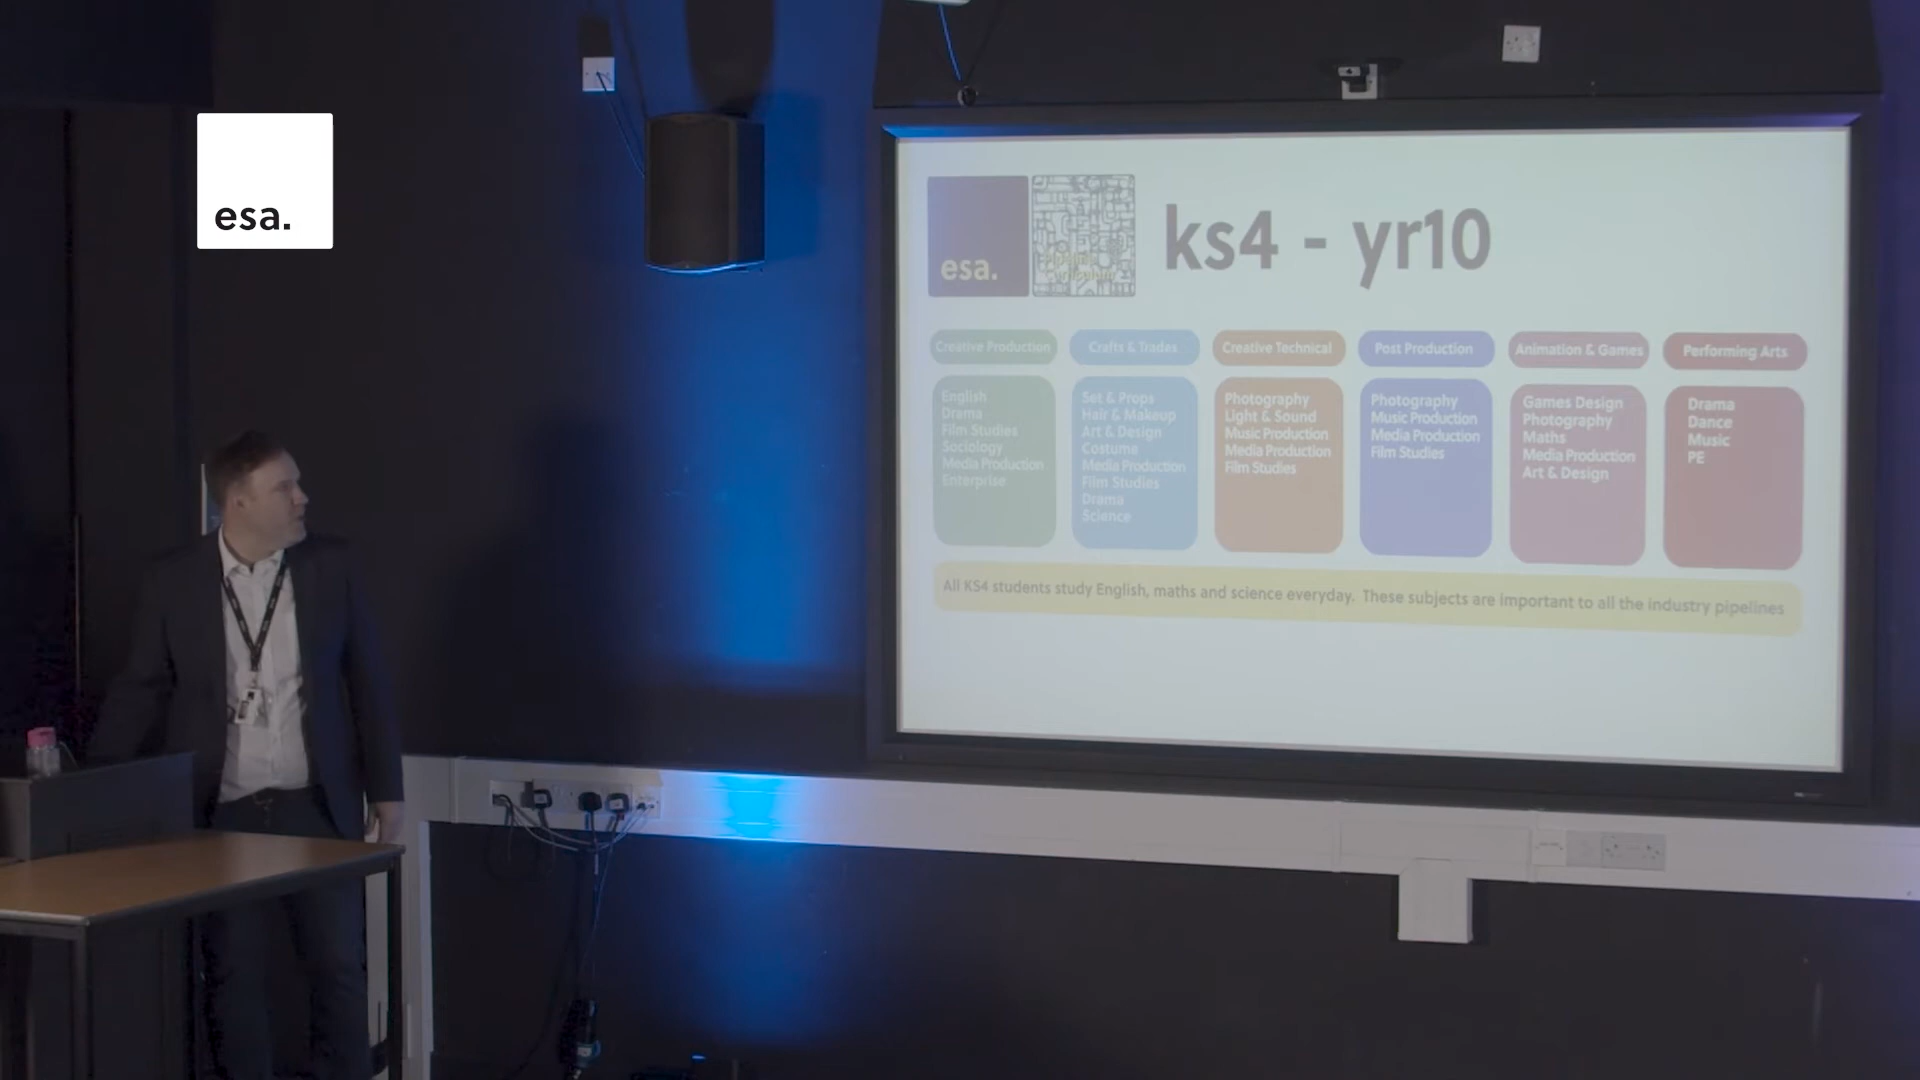 esa.
esa.
ks4 - yr10
Creative Production
Crafts & Trades
Creative Technical
Post Production
Animation & Games
Performing Arts
English
Drama
Film Studies
Sociology
Media Production
Enterprise
Set & Props
Hair & Makeup
Art & Design
Costume
Media Production
Film Studies
Drama
Science
Photography
Light & Sound
Music Production
Media Production
Film Studies
Photography
Music Production
Media Production
Film Studies
Games Design
Photography
Maths
Media Production
Art & Design
Drama
Dance
Music
PE
All KS4 students study English, maths and science everyday. These subjects are important to all the industry pipelines